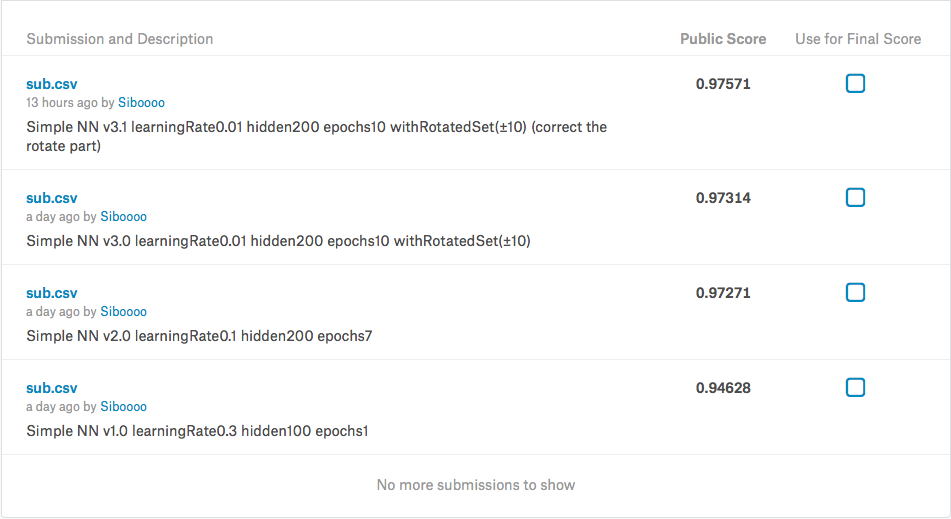 Submission and Description Public Score Use for Final Score
sub.csv 0.97571
13 hours ago by Siboooo
Simple NN v3.1 learningRate0.01 hidden200 epochs10 withRotatedSet(±10) (correct the
rotate part)
sub.csv 0.97314
a day ago by Siboooo
Simple NN v3.0 learningRate0.01 hidden200 epochs10 withRotatedSet(±10)
sub.csv 0.97271
a day ago by Siboooo
Simple NN v2.0 learningRate0.1 hidden200 epochs7
sub.csv 0.94628
a day ago by Siboooo
Simple NN v1.0 learningRate0.3 hidden100 epochs1
No more submissions to show